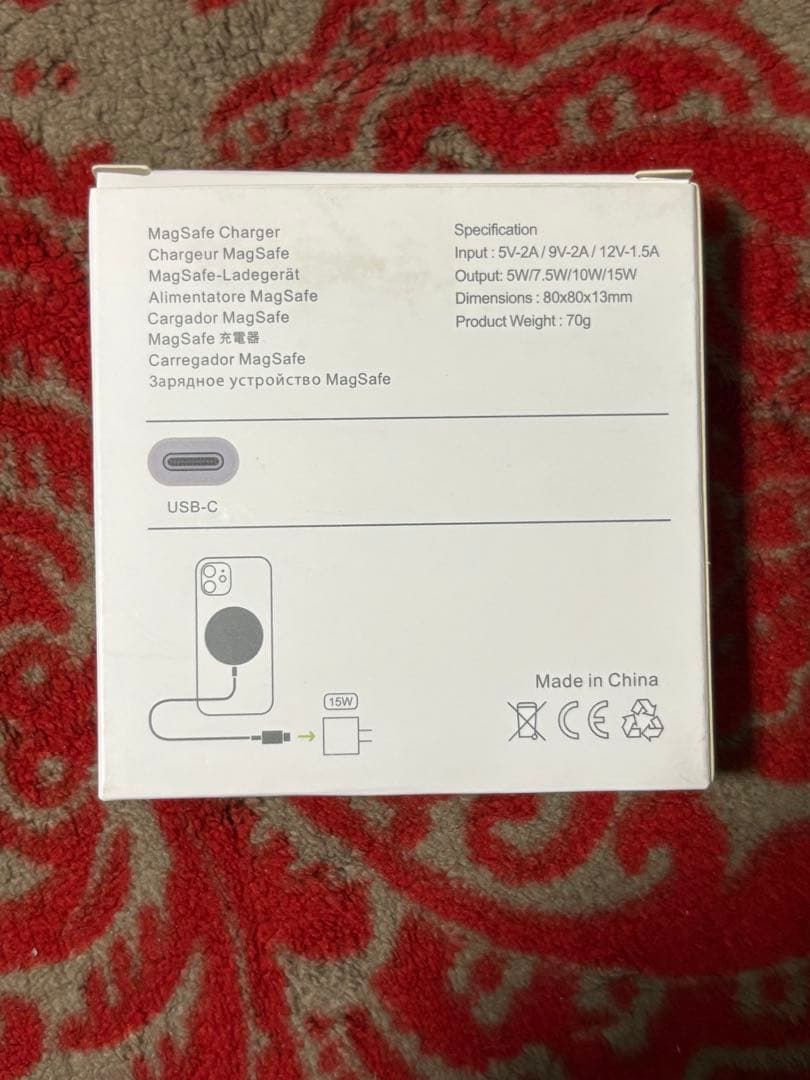 MagSafe Charger
Chargeur MagSafe
MagSafe-Ladegerät
Alimentatore MagSafe
Cargador MagSafe
MagSafe 充電器
Carregador MagSafe
Зарядное устройство MagSafe
Specification
Input : 5V-2A / 9V-2A / 12V-1.5A
Output: 5W/7.5W/10W/15W
Dimensions : 80x80x13mm
Product Weight : 70g
USB-C
15W
Made in China
CE